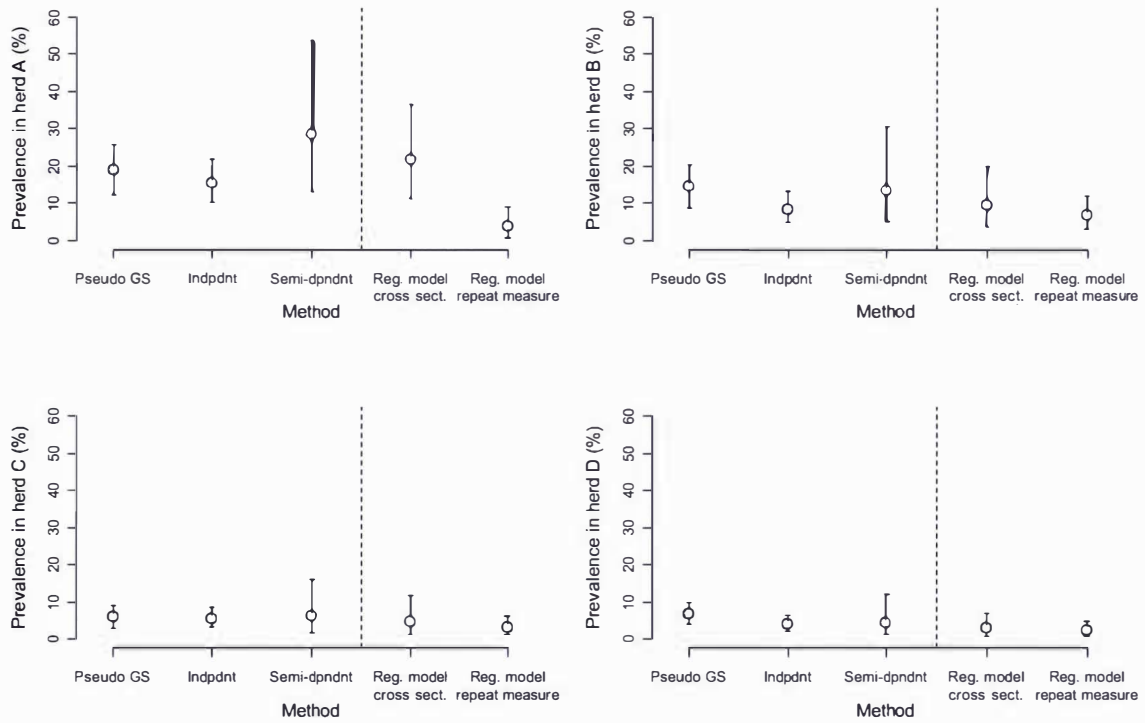 Prevalence in herd A (%)
60
50
40
30
20
10
0
Pseudo GS
Indpdnt
Semi-dpndnt
Reg. model
cross sect.
Reg. model
repeat measure
Method
Prevalence in herd B (%)
60
50
40
30
20
10
0
Pseudo GS
Indpdnt
Semi-dpndnt
Reg. model
cross sect.
Reg. model
repeat measure
Method
Prevalence in herd C (%)
60
50
40
30
20
10
0
Pseudo GS
Indpdnt
Semi-dpndnt
Reg. model
cross sect.
Reg. model
repeat measure
Method
Prevalence in herd D (%)
60
50
40
30
20
10
0
Pseudo GS
Indpdnt
Semi-dpndnt
Reg. model
cross sect.
Reg. model
repeat measure
Method